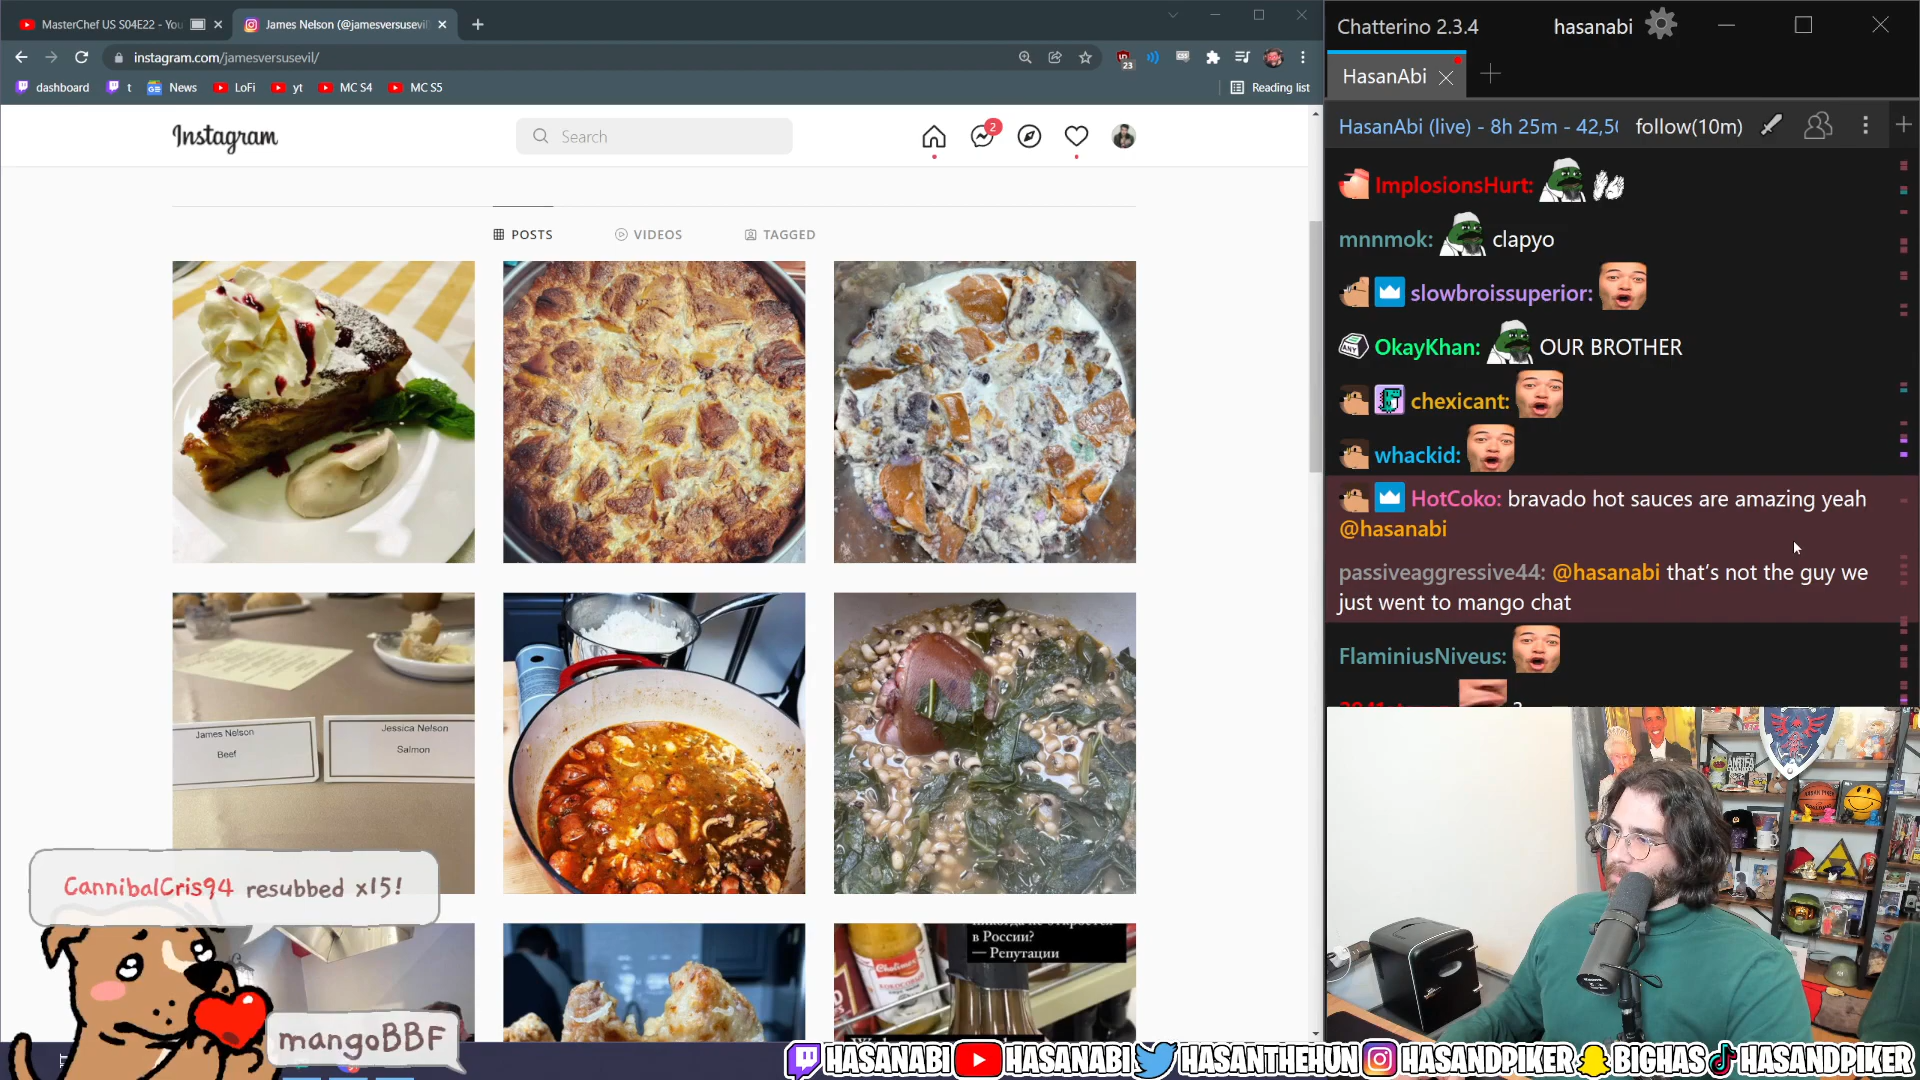 MasterChef US S04E22 - You
James Nelson (@jamesversusevil
instagram.com/jamesversusevil/
23
dashboard
t
News
LoFi
yt
MC S4
MC S5
Reading list
Instagram
Search
2
POSTS
VIDEOS
TAGGED
James Nelson
Beef
Jessica Nelson
Salmon
в России?
— Репутации
CannibalCris94 resubbed x15!
mangoBBF
Chatterino 2.3.4
hasanabi
HasanAbi
HasanAbi (live) - 8h 25m - 42,50
follow(10m)
ImplosionsHurt:
mnnmok: clapyo
slowbroissuperior:
OkayKhan: OUR BROTHER
chexicant:
whackid:
HotCoko: bravado hot sauces are amazing yeah
@hasanabi
passiveaggressive44: @hasanabi that's not the guy we
just went to mango chat
FlaminiusNiveus:
HASANABI HASANABI HASANTHEHUN HASANDPIKER BIGHAS HASANDPIKER